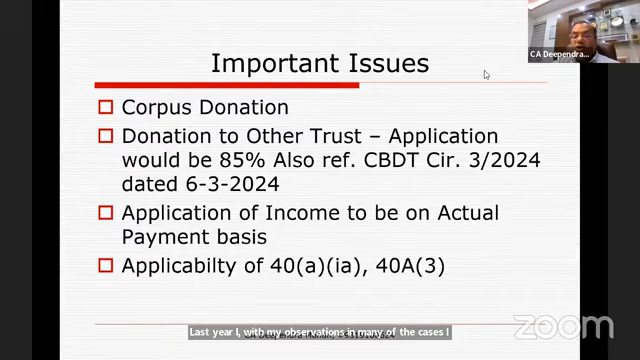 CA Deependra...
Important Issues
Corpus Donation
Donation to Other Trust – Application
would be 85% Also ref. CBDT Cir. 3/2024
dated 6-3-2024
Application of Income to be on Actual
Payment basis
Applicabilty of 40(a)(ia), 40A(3)
Last year I, with my observations in many of the cases I
CA Deependra
zoom